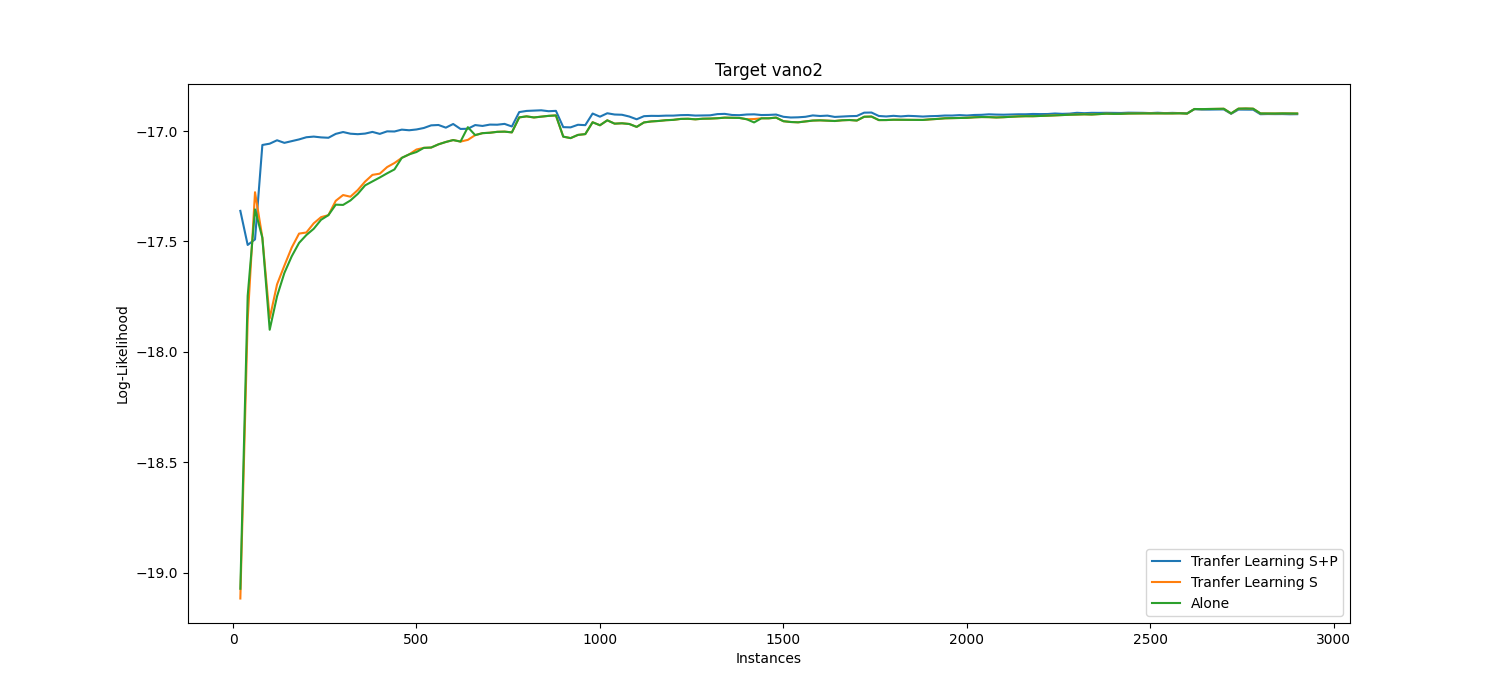 Target vano2
Log-Likelihood
−17.0
−17.5
−18.0
−18.5
−19.0
0
500
1000
1500
2000
2500
3000
Instances
Tranfer Learning S+P
Tranfer Learning S
Alone